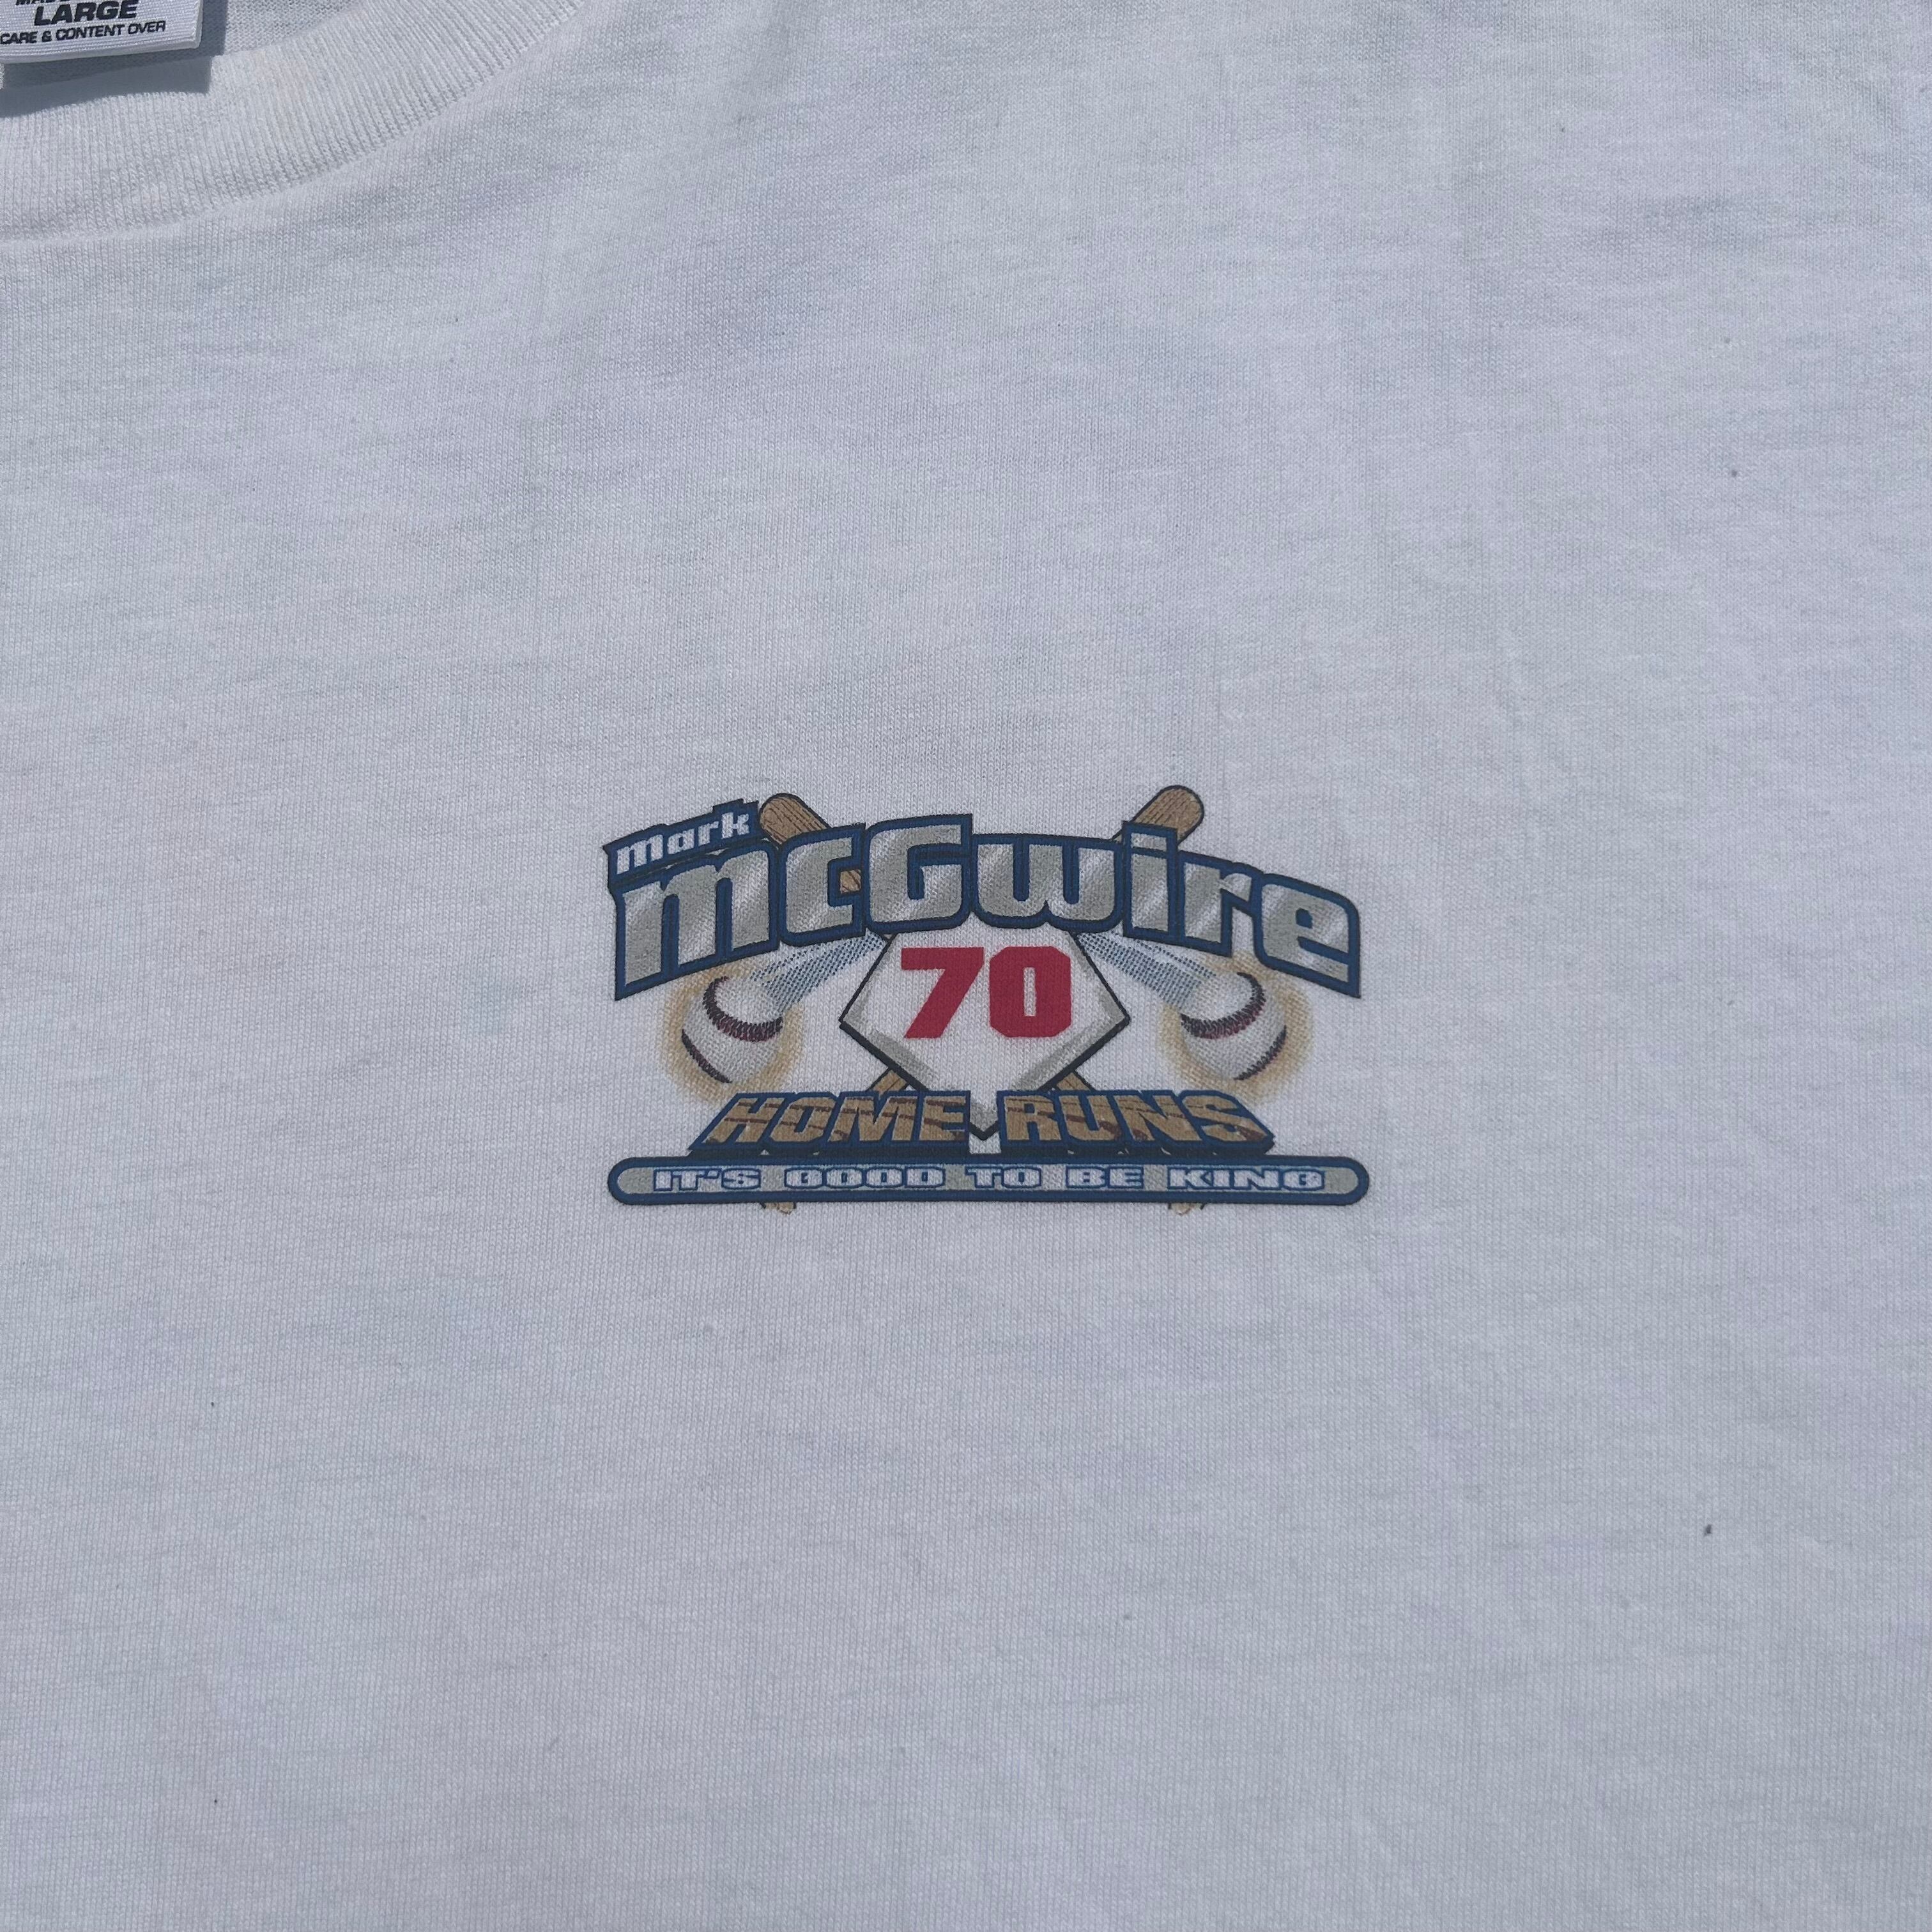 LARGE
CARE & CONTENT OVER
Mark
McGwire
70
HOME RUNS
IT'S GOOD TO BE KING